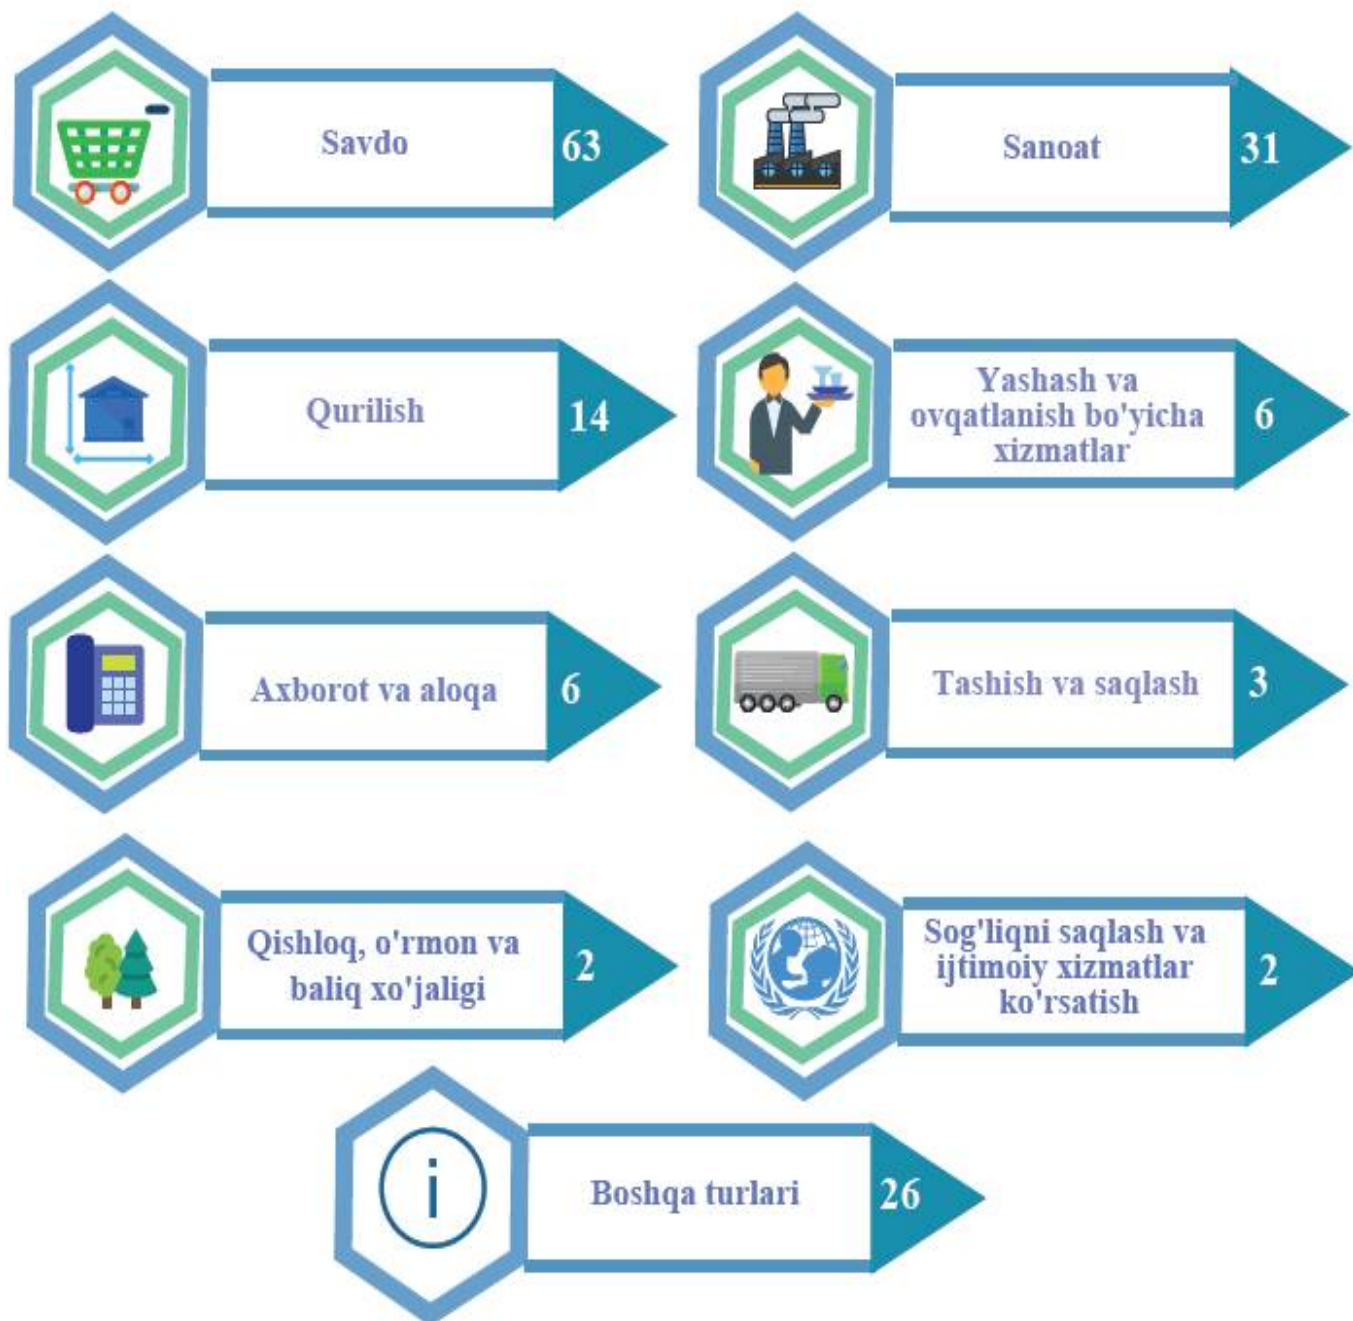 Savdo
63
Sanoat
31
Qurilish
14
Yashash va
ovqatlanish bo'yicha
xizmatlar
6
Axborot va aloqa
6
Tashish va saqlash
3
Qishloq, o'rmon va
baliq xo'jaligi
2
Sog'liqni saqlash va
ijtimoiy xizmatlar
ko'rsatish
2
i
Boshqa turlari
26